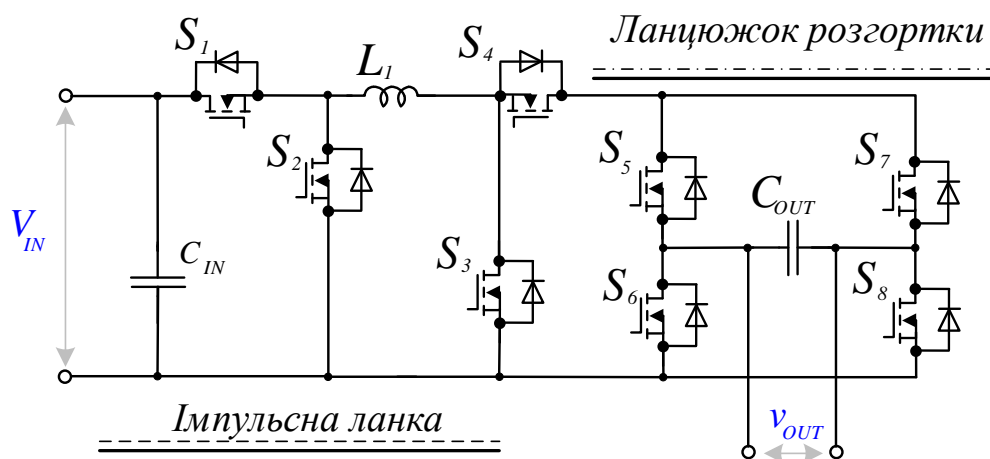 Ланцюжок розгортки
S1
S4
L1
S2
S5
S7
COUT
VIN
CIN
S3
S6
S8
Імпульсна ланка
vOUT